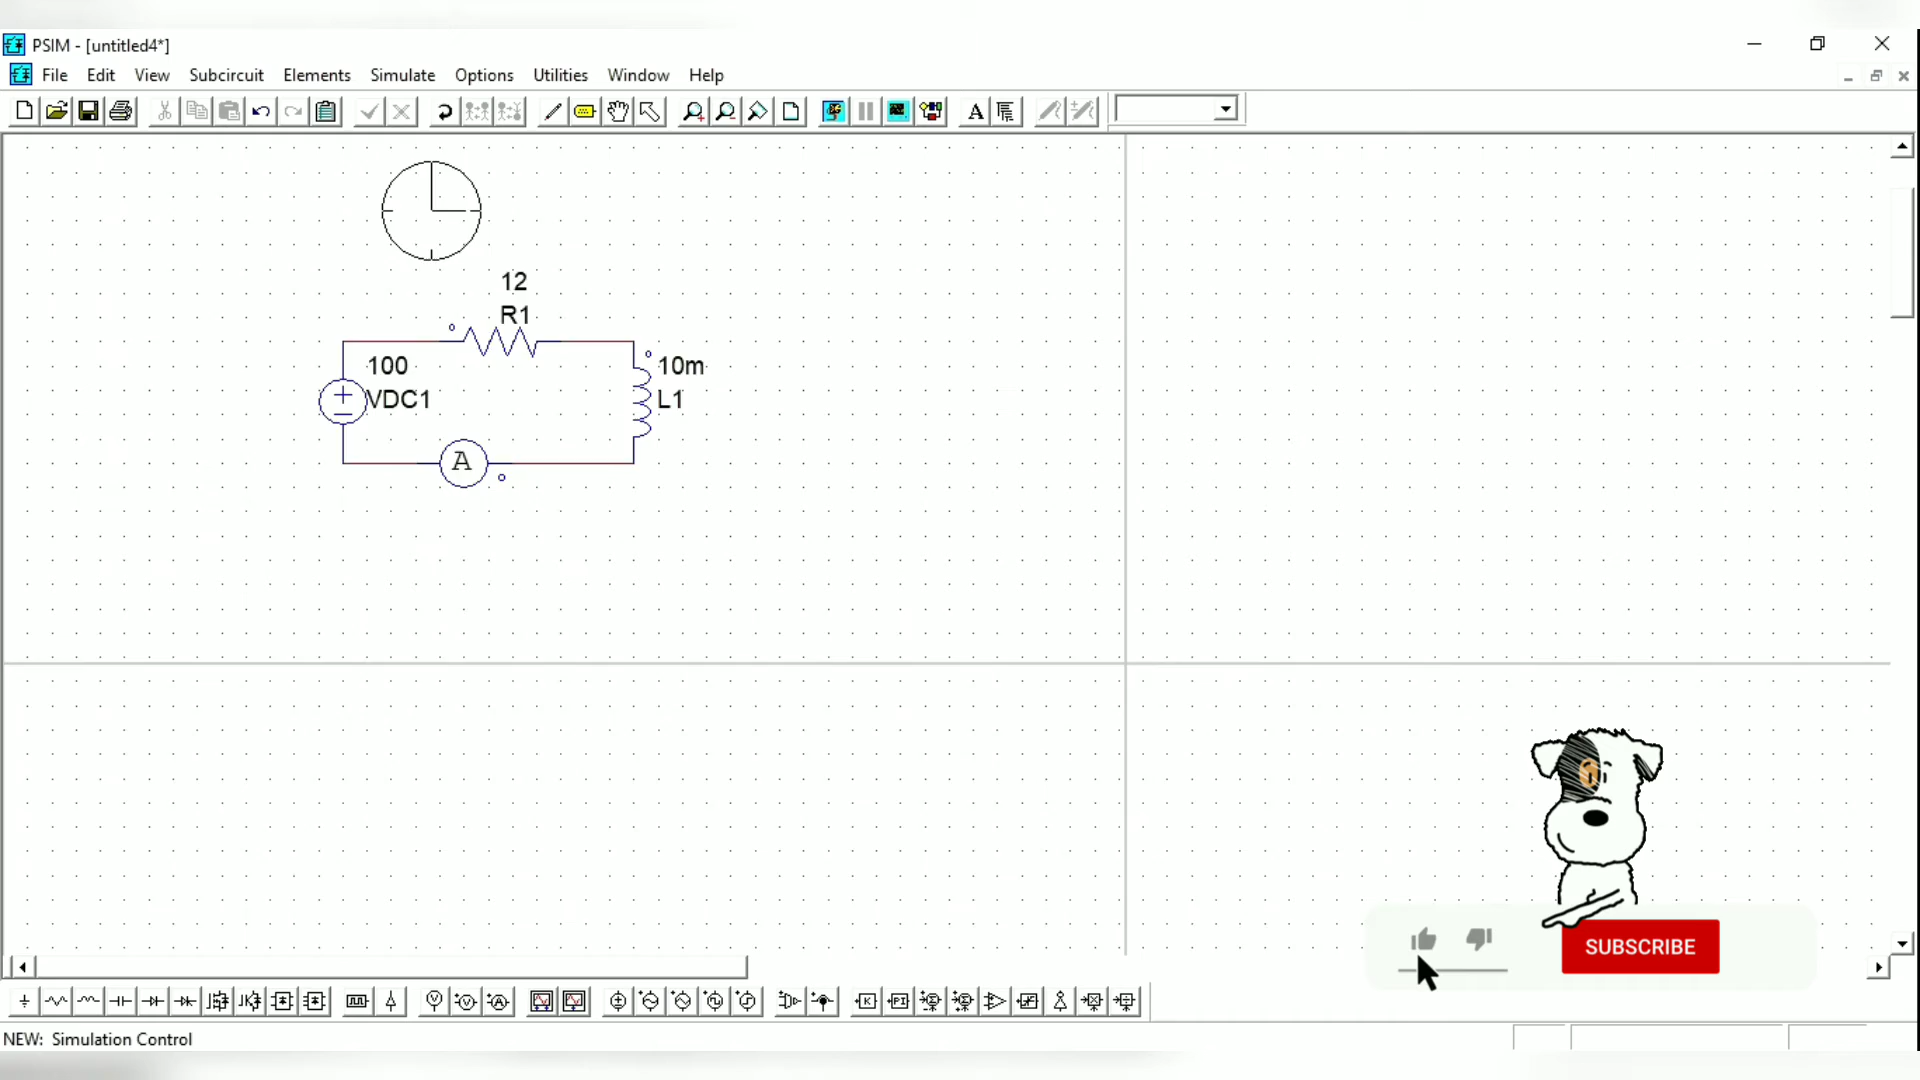 PSIM - [untitled4*]
File Edit View Subcircuit Elements Simulate Options Utilities Window Help
A
12
R1
100
VDC1
10m
L1
A
SUBSCRIBE
V V A
K PI
NEW: Simulation Control